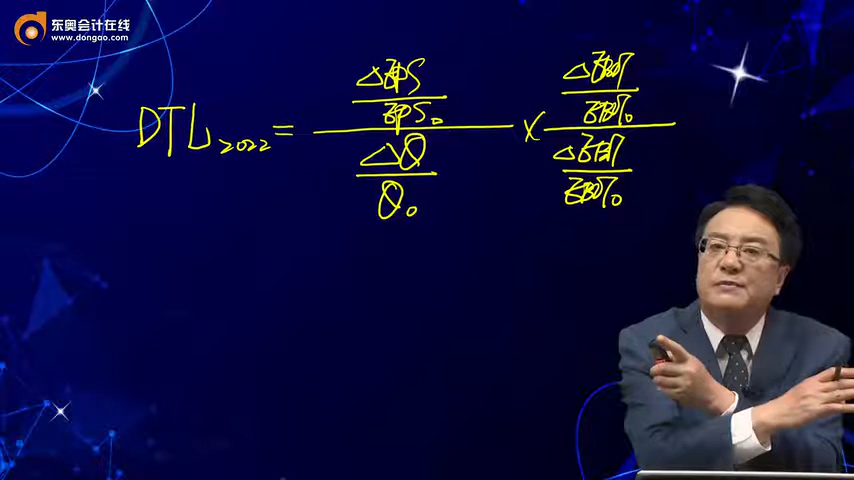 东奥会计在线
www.dongao.com
DTL₂₀₂₂ = (ΔEPS / EPS₀) / (ΔQ / Q₀) × (ΔEBIT / EBIT₀) / (ΔEBIT / EBIT₀)